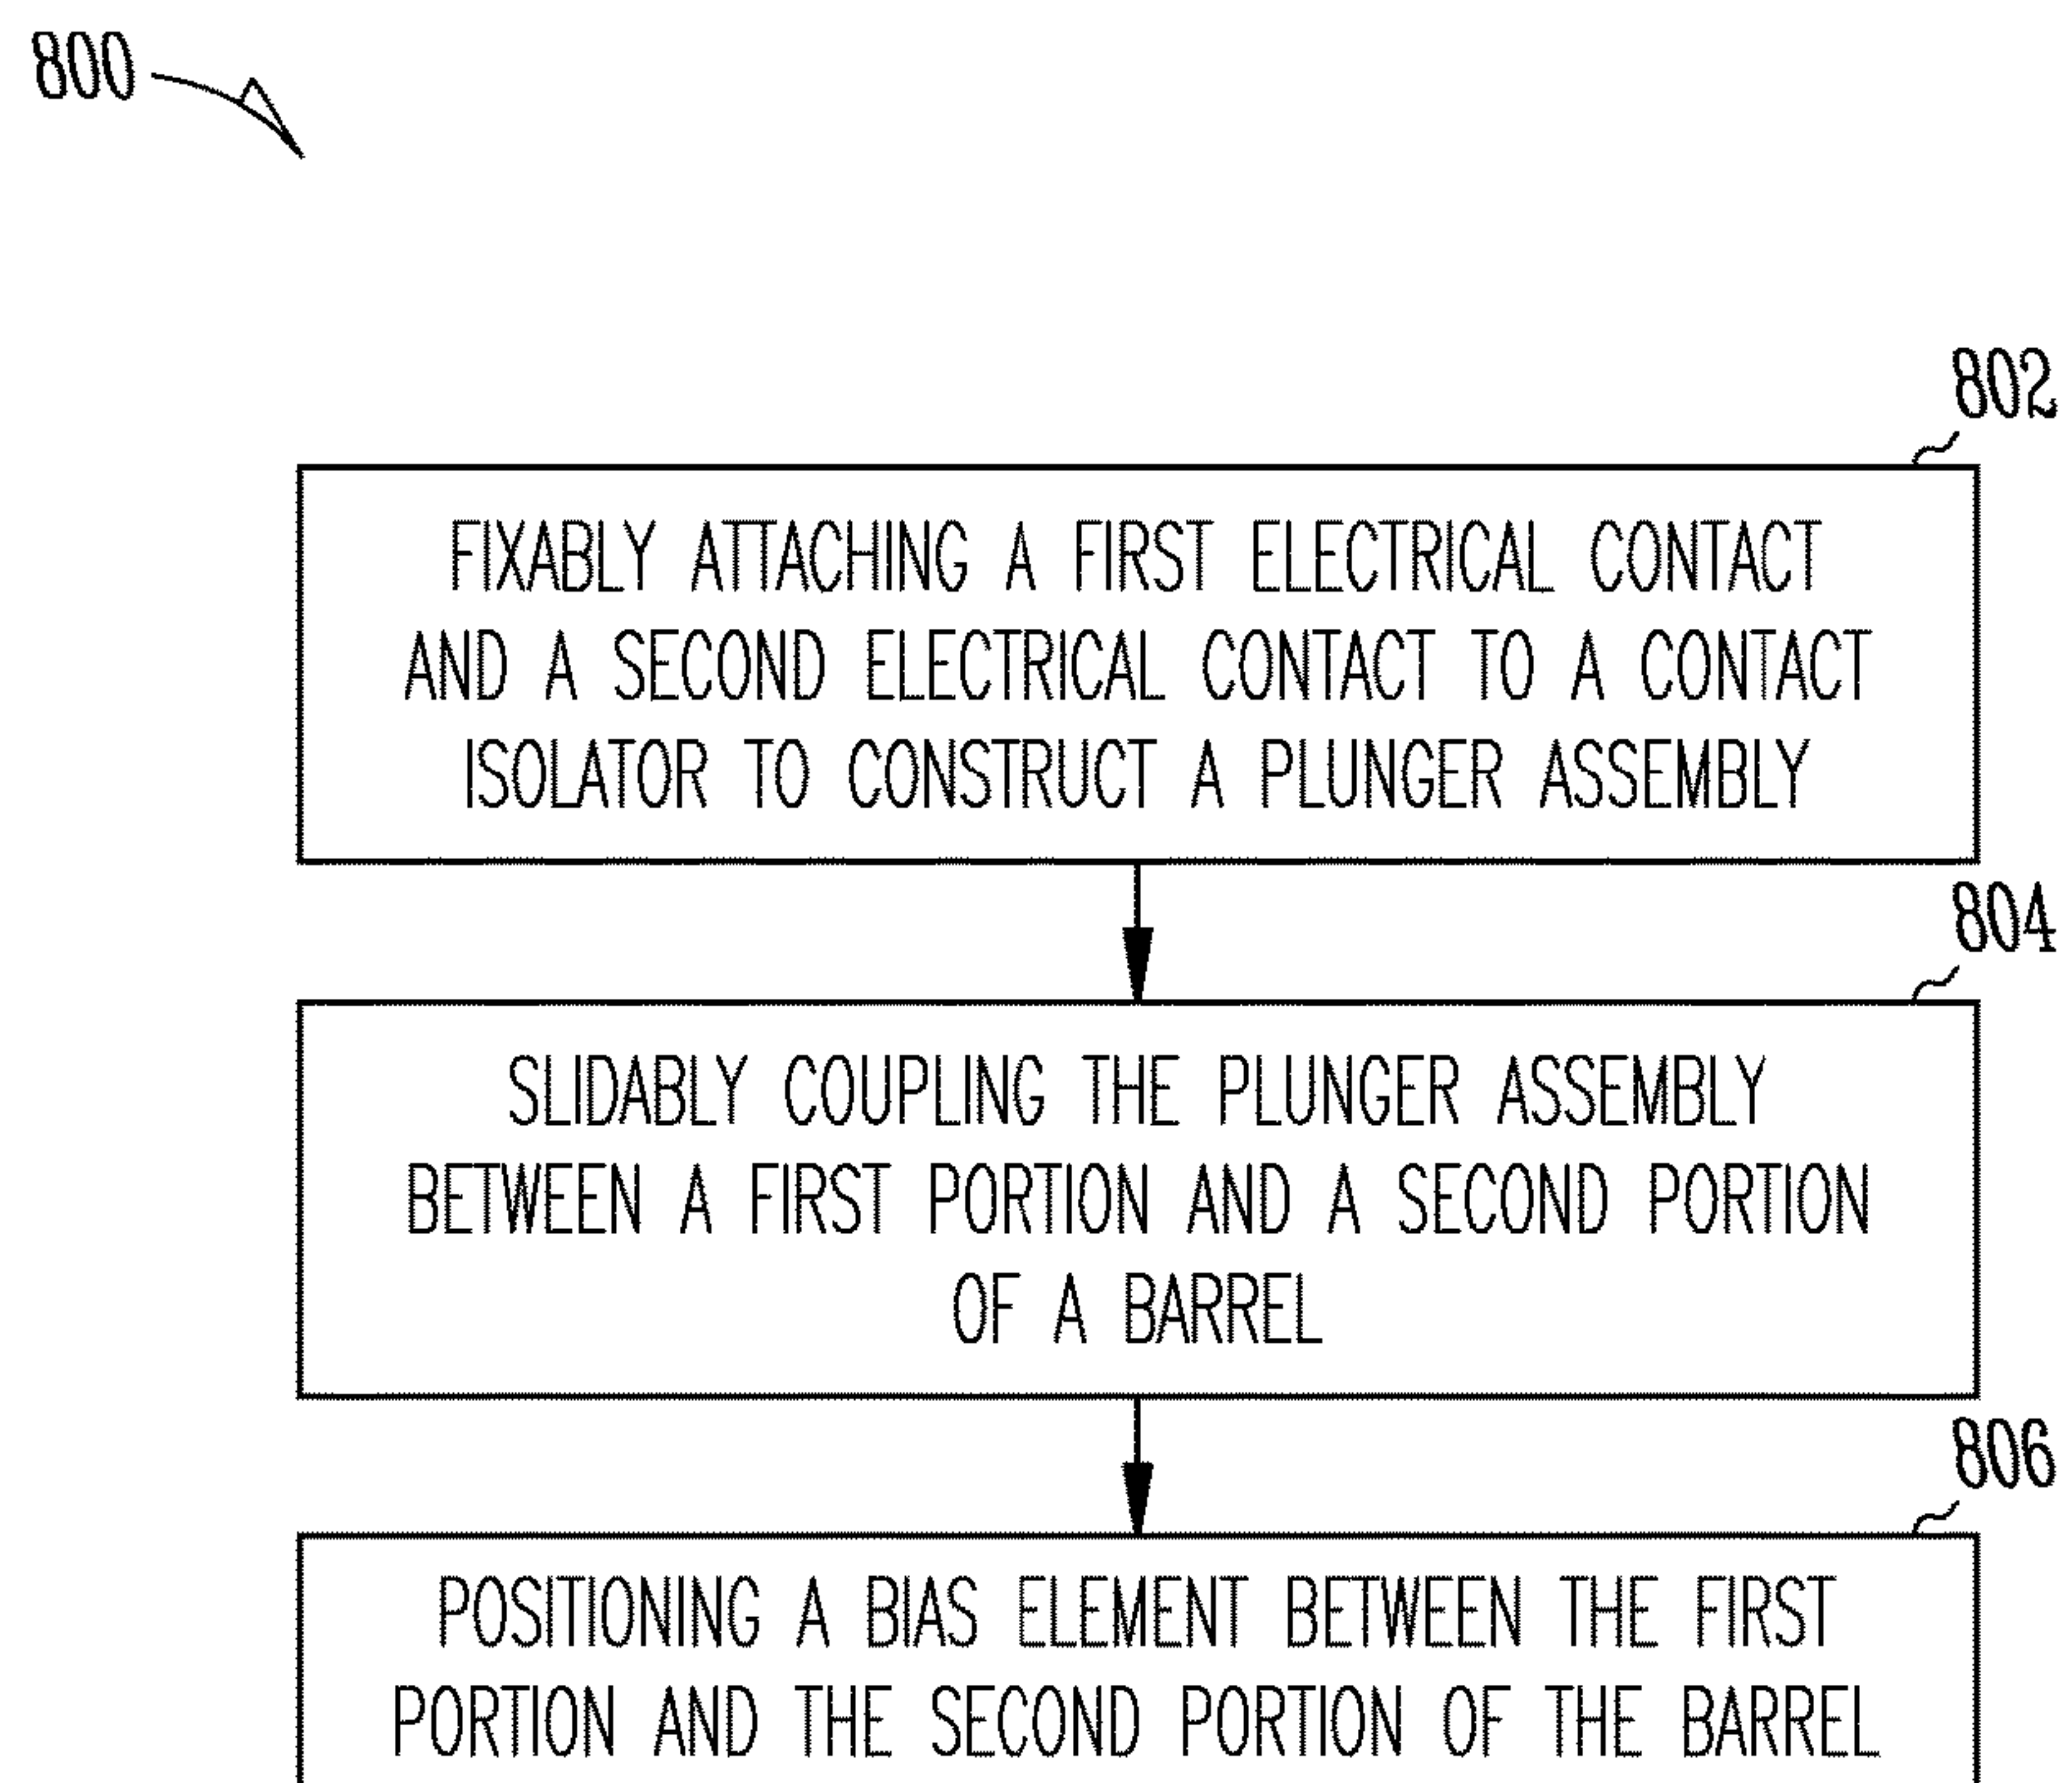 800
802
FIXABLY ATTACHING A FIRST ELECTRICAL CONTACT
AND A SECOND ELECTRICAL CONTACT TO A CONTACT
ISOLATOR TO CONSTRUCT A PLUNGER ASSEMBLY
804
SLIDABLY COUPLING THE PLUNGER ASSEMBLY
BETWEEN A FIRST PORTION AND A SECOND PORTION
OF A BARREL
806
POSITIONING A BIAS ELEMENT BETWEEN THE FIRST
PORTION AND THE SECOND PORTION OF THE BARREL